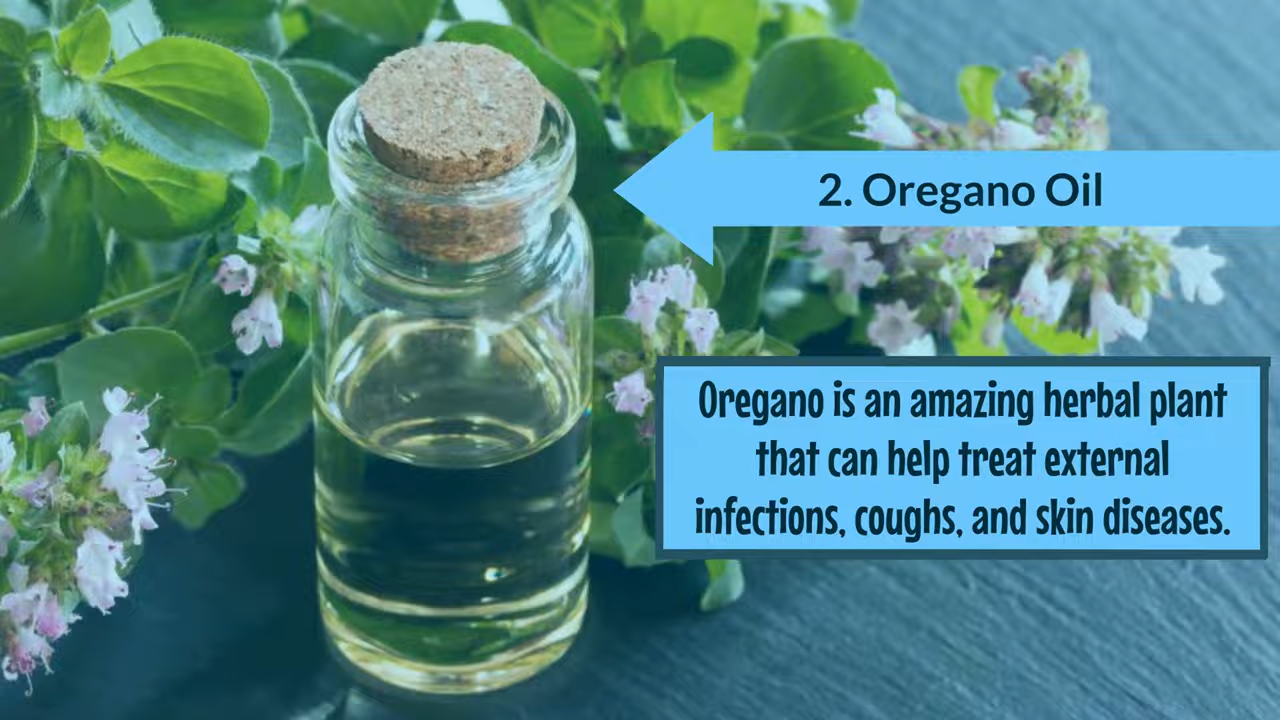 2. Oregano Oil
Oregano is an amazing herbal plant
that can help treat external
infections, coughs, and skin diseases.